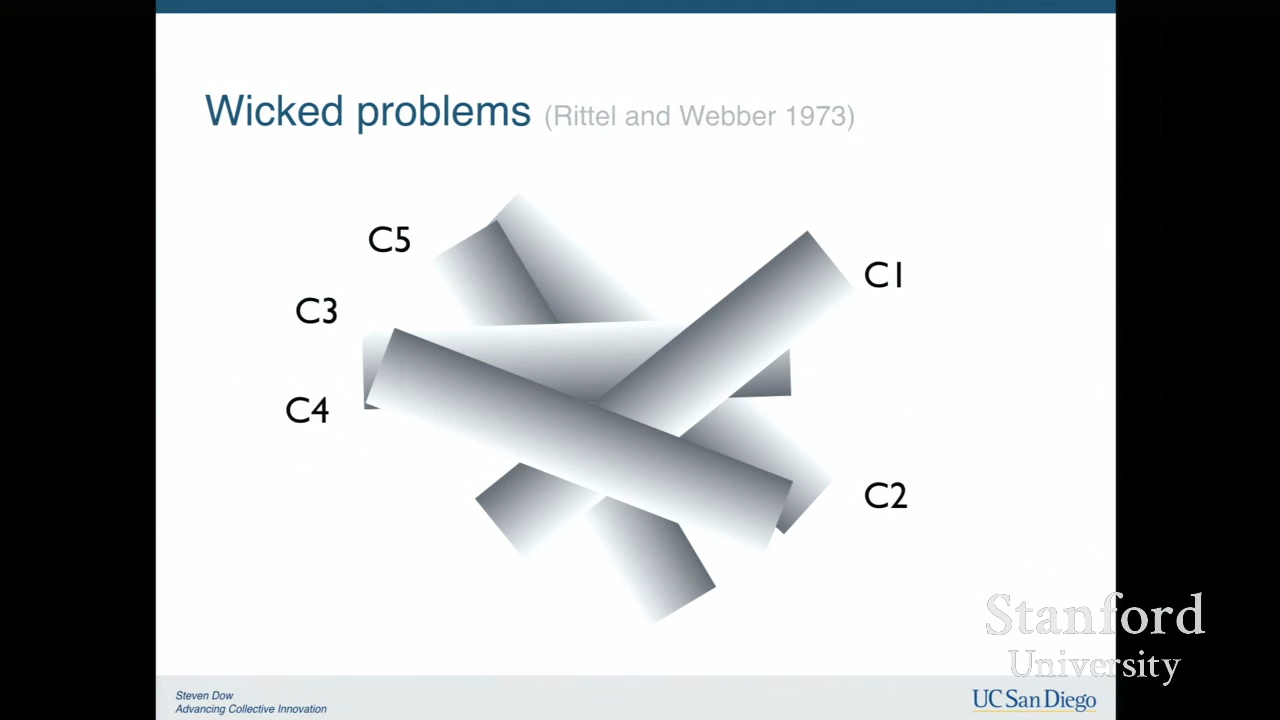 Wicked problems (Rittel and Webber 1973)
C5
C1
C3
C4
C2
Stanford
University
Steven Dow
Advancing Collective Innovation
UC San Diego